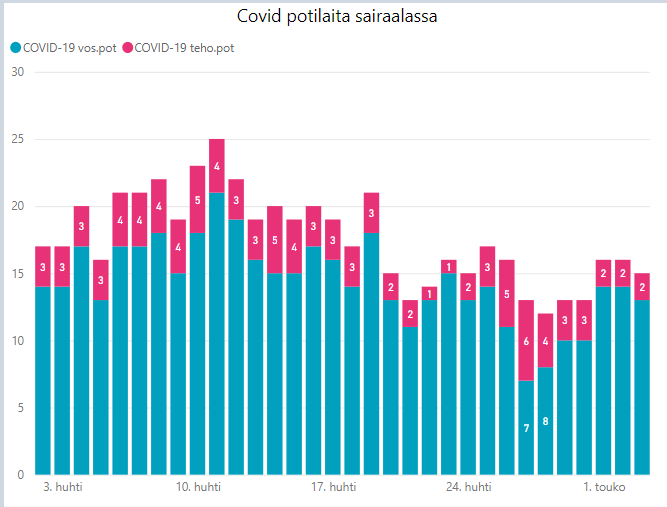 Covid potilaita sairaalassa
COVID-19 vos.pot COVID-19 teho.pot
30
25
20
15
10
5
0
3 3 3 3 4 4 4 4 5 4 3 3 5 4 3 3 3 3 2 2 1 1 2 3 5 6 4 3 3 2 2 2
7 8
3. huhti 10. huhti 17. huhti 24. huhti 1. touko